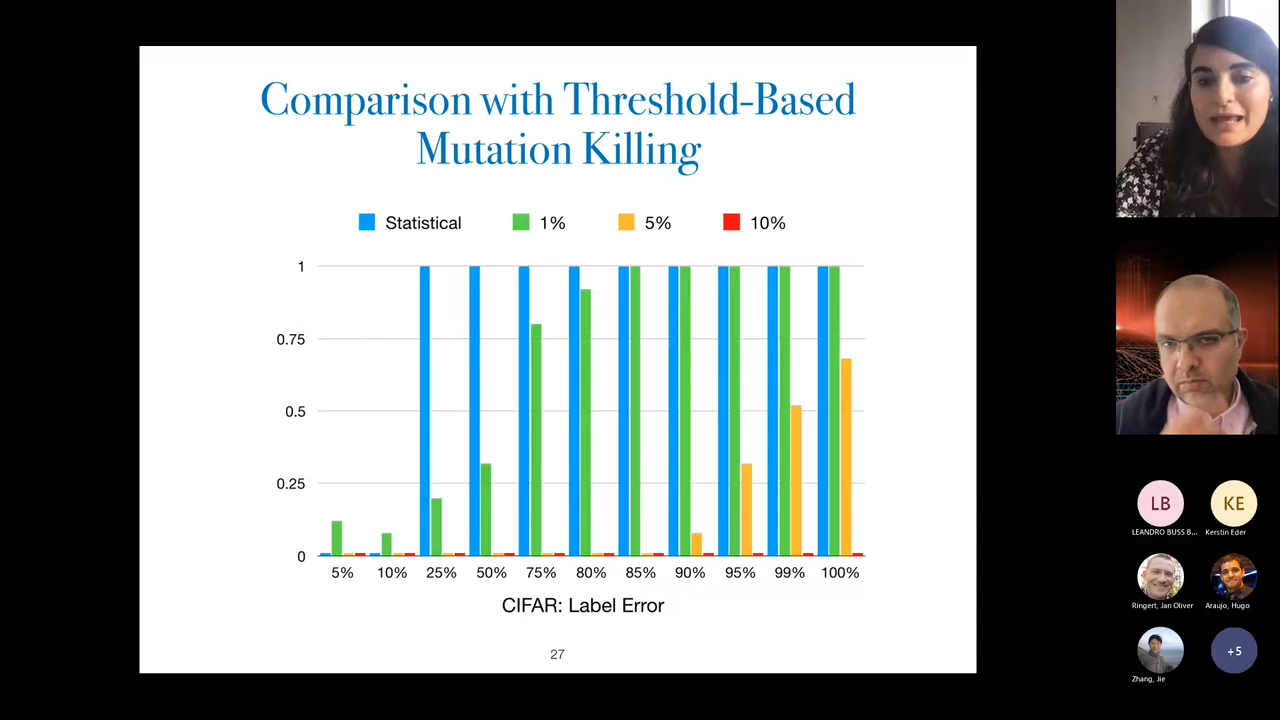 Comparison with Threshold-Based
Mutation Killing
Statistical 1% 5% 10%
1
0.75
0.5
0.25
0
5% 10% 25% 50% 75% 80% 85% 90% 95% 99% 100%
CIFAR: Label Error
27
LB KE
LEANDRO BUSS B... Kerstin Eder
Ringert, Jan Oliver Araujo, Hugo
+5
Zhang, Jie